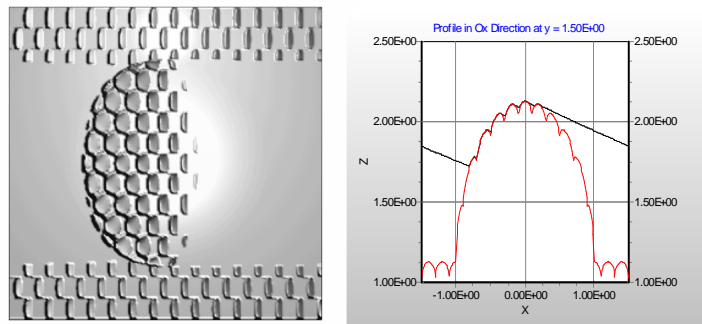 Profile in Ox Direction at y = 1.50E+00
2.50E+00 2.50E+00
2.00E+00 2.00E+00
Z
1.50E+00 1.50E+00
1.00E+00 1.00E+00
-1.00E+00 0.00E+00 1.00E+00
X